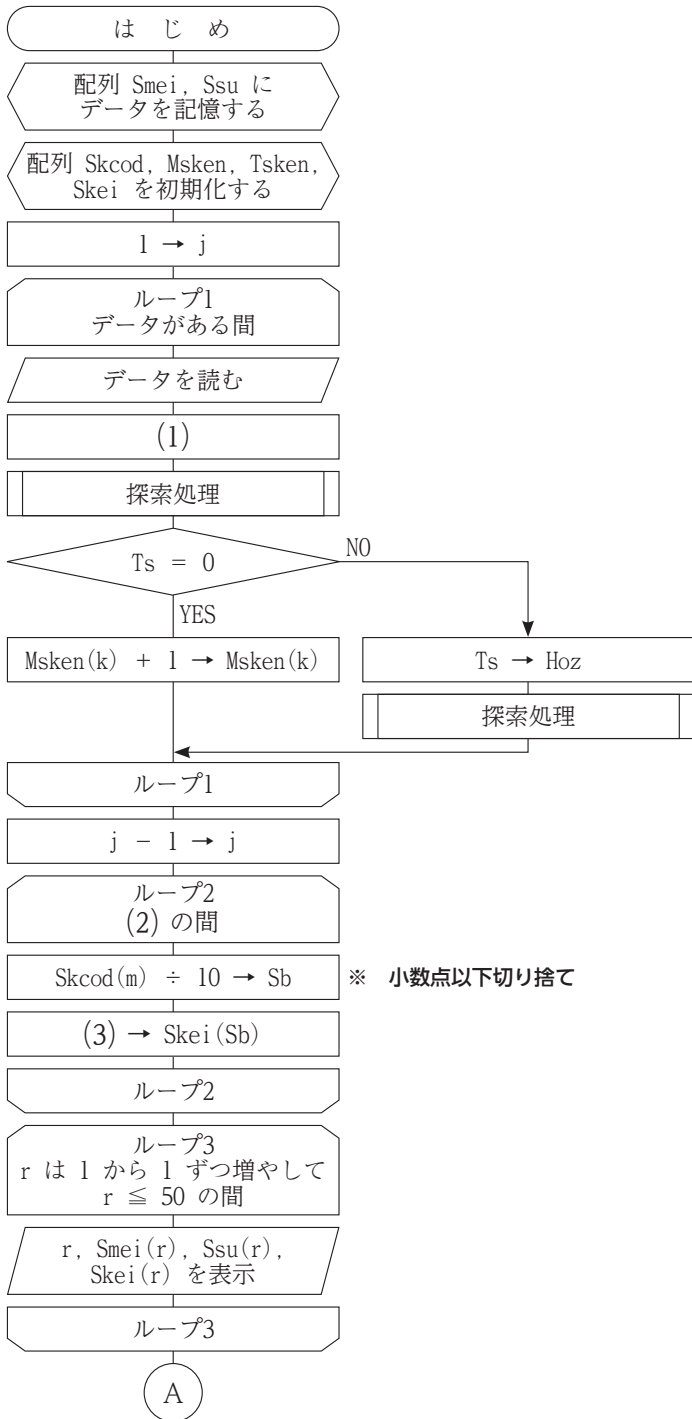 は じ め
配列 Smei, Ssu に
データを記憶する
配列 Skcod, Msken, Tsken,
Skei を初期化する
1 → j
ループ1
データがある間
データを読む
(1)
探索処理
Ts = 0
NO
YES
Msken(k) + 1 → Msken(k)
Ts → Hoz
探索処理
ループ1
j - 1 → j
ループ2
(2) の間
Skcod(m) ÷ 10 → Sb ※ 小数点以下切り捨て
(3) → Skei(Sb)
ループ2
ループ3
r は 1 から 1 ずつ増やして
r ≦ 50 の間
r, Smei(r), Ssu(r),
Skei(r) を表示
ループ3
A